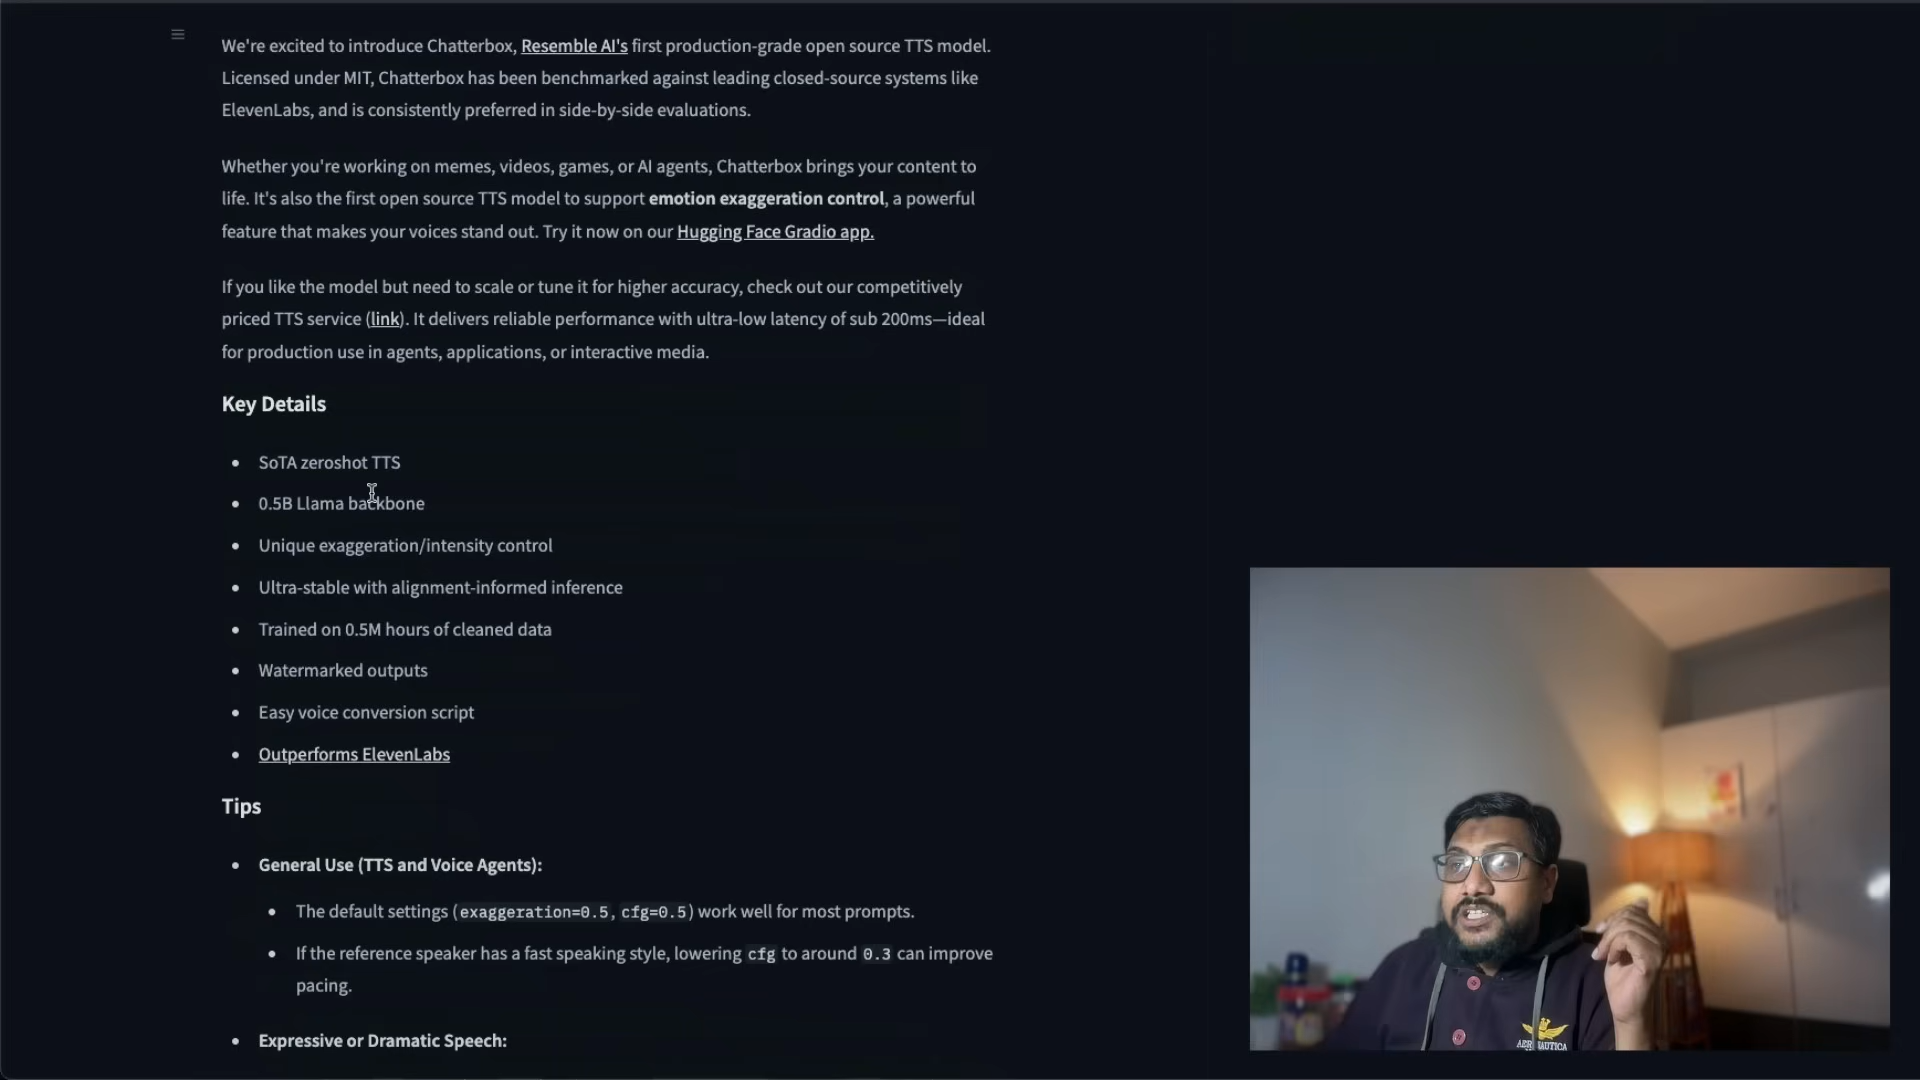 We're excited to introduce Chatterbox, Resemble AI's first production-grade open source TTS model.
Licensed under MIT, Chatterbox has been benchmarked against leading closed-source systems like
ElevenLabs, and is consistently preferred in side-by-side evaluations.
Whether you're working on memes, videos, games, or AI agents, Chatterbox brings your content to
life. It's also the first open source TTS model to support emotion exaggeration control, a powerful
feature that makes your voices stand out. Try it now on our Hugging Face Gradio app.
If you like the model but need to scale or tune it for higher accuracy, check out our competitively
priced TTS service (link). It delivers reliable performance with ultra-low latency of sub 200ms—ideal
for production use in agents, applications, or interactive media.
Key Details
• SoTA zeroshot TTS
• 0.5B Llama backbone
• Unique exaggeration/intensity control
• Ultra-stable with alignment-informed inference
• Trained on 0.5M hours of cleaned data
• Watermarked outputs
• Easy voice conversion script
• Outperforms ElevenLabs
Tips
• General Use (TTS and Voice Agents):
• The default settings (exaggeration=0.5, cfg=0.5) work well for most prompts.
• If the reference speaker has a fast speaking style, lowering cfg to around 0.3 can improve
pacing.
• Expressive or Dramatic Speech: